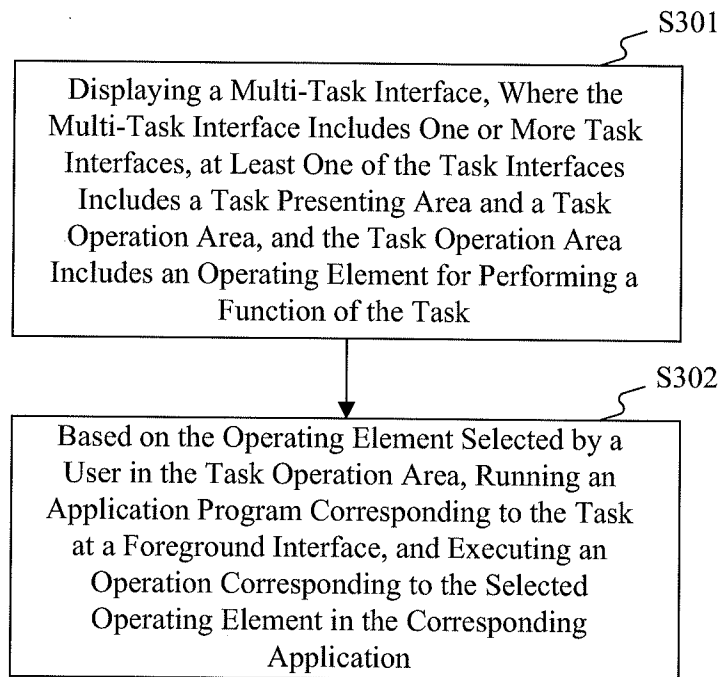 S301
Displaying a Multi-Task Interface, Where the
Multi-Task Interface Includes One or More Task
Interfaces, at Least One of the Task Interfaces
Includes a Task Presenting Area and a Task
Operation Area, and the Task Operation Area
Includes an Operating Element for Performing a
Function of the Task
S302
Based on the Operating Element Selected by a
User in the Task Operation Area, Running an
Application Program Corresponding to the Task
at a Foreground Interface, and Executing an
Operation Corresponding to the Selected
Operating Element in the Corresponding
Application